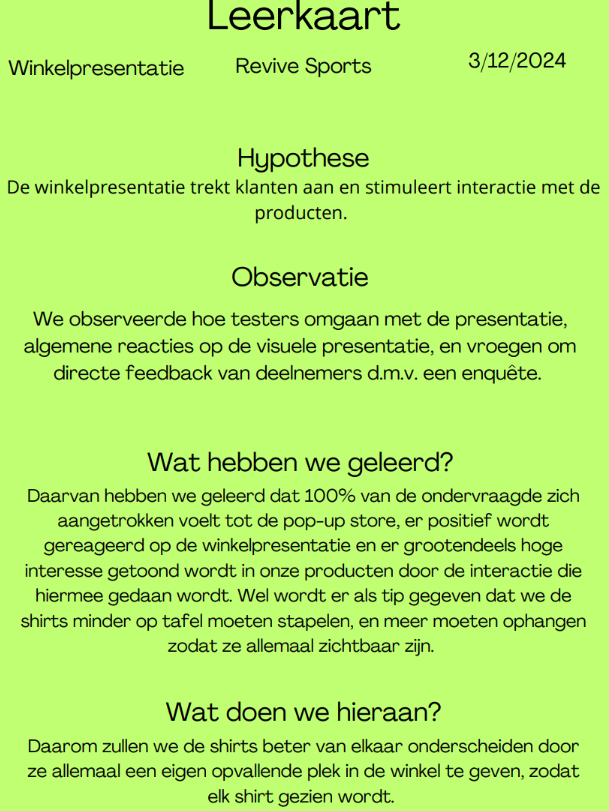 Leerkaart
Winkelpresentatie Revive Sports 3/12/2024
Hypothese
De winkelpresentatie trekt klanten aan en stimuleert interactie met de
producten.
Observatie
We observeerde hoe testers omgaan met de presentatie,
algemene reacties op de visuele presentatie, en vroegen om
directe feedback van deelnemers d.m.v. een enquête.
Wat hebben we geleerd?
Daarvan hebben we geleerd dat 100% van de ondervraagde zich
aangetrokken voelt tot de pop-up store, er positief wordt
gereageerd op de winkelpresentatie en er grootendeels hoge
interesse getoond wordt in onze producten door de interactie die
hiermee gedaan wordt. Wel wordt er als tip gegeven dat we de
shirts minder op tafel moeten stapelen, en meer moeten ophangen
zodat ze allemaal zichtbaar zijn.
Wat doen we hieraan?
Daarom zullen we de shirts beter van elkaar onderscheiden door
ze allemaal een eigen opvallende plek in de winkel te geven, zodat
elk shirt gezien wordt.